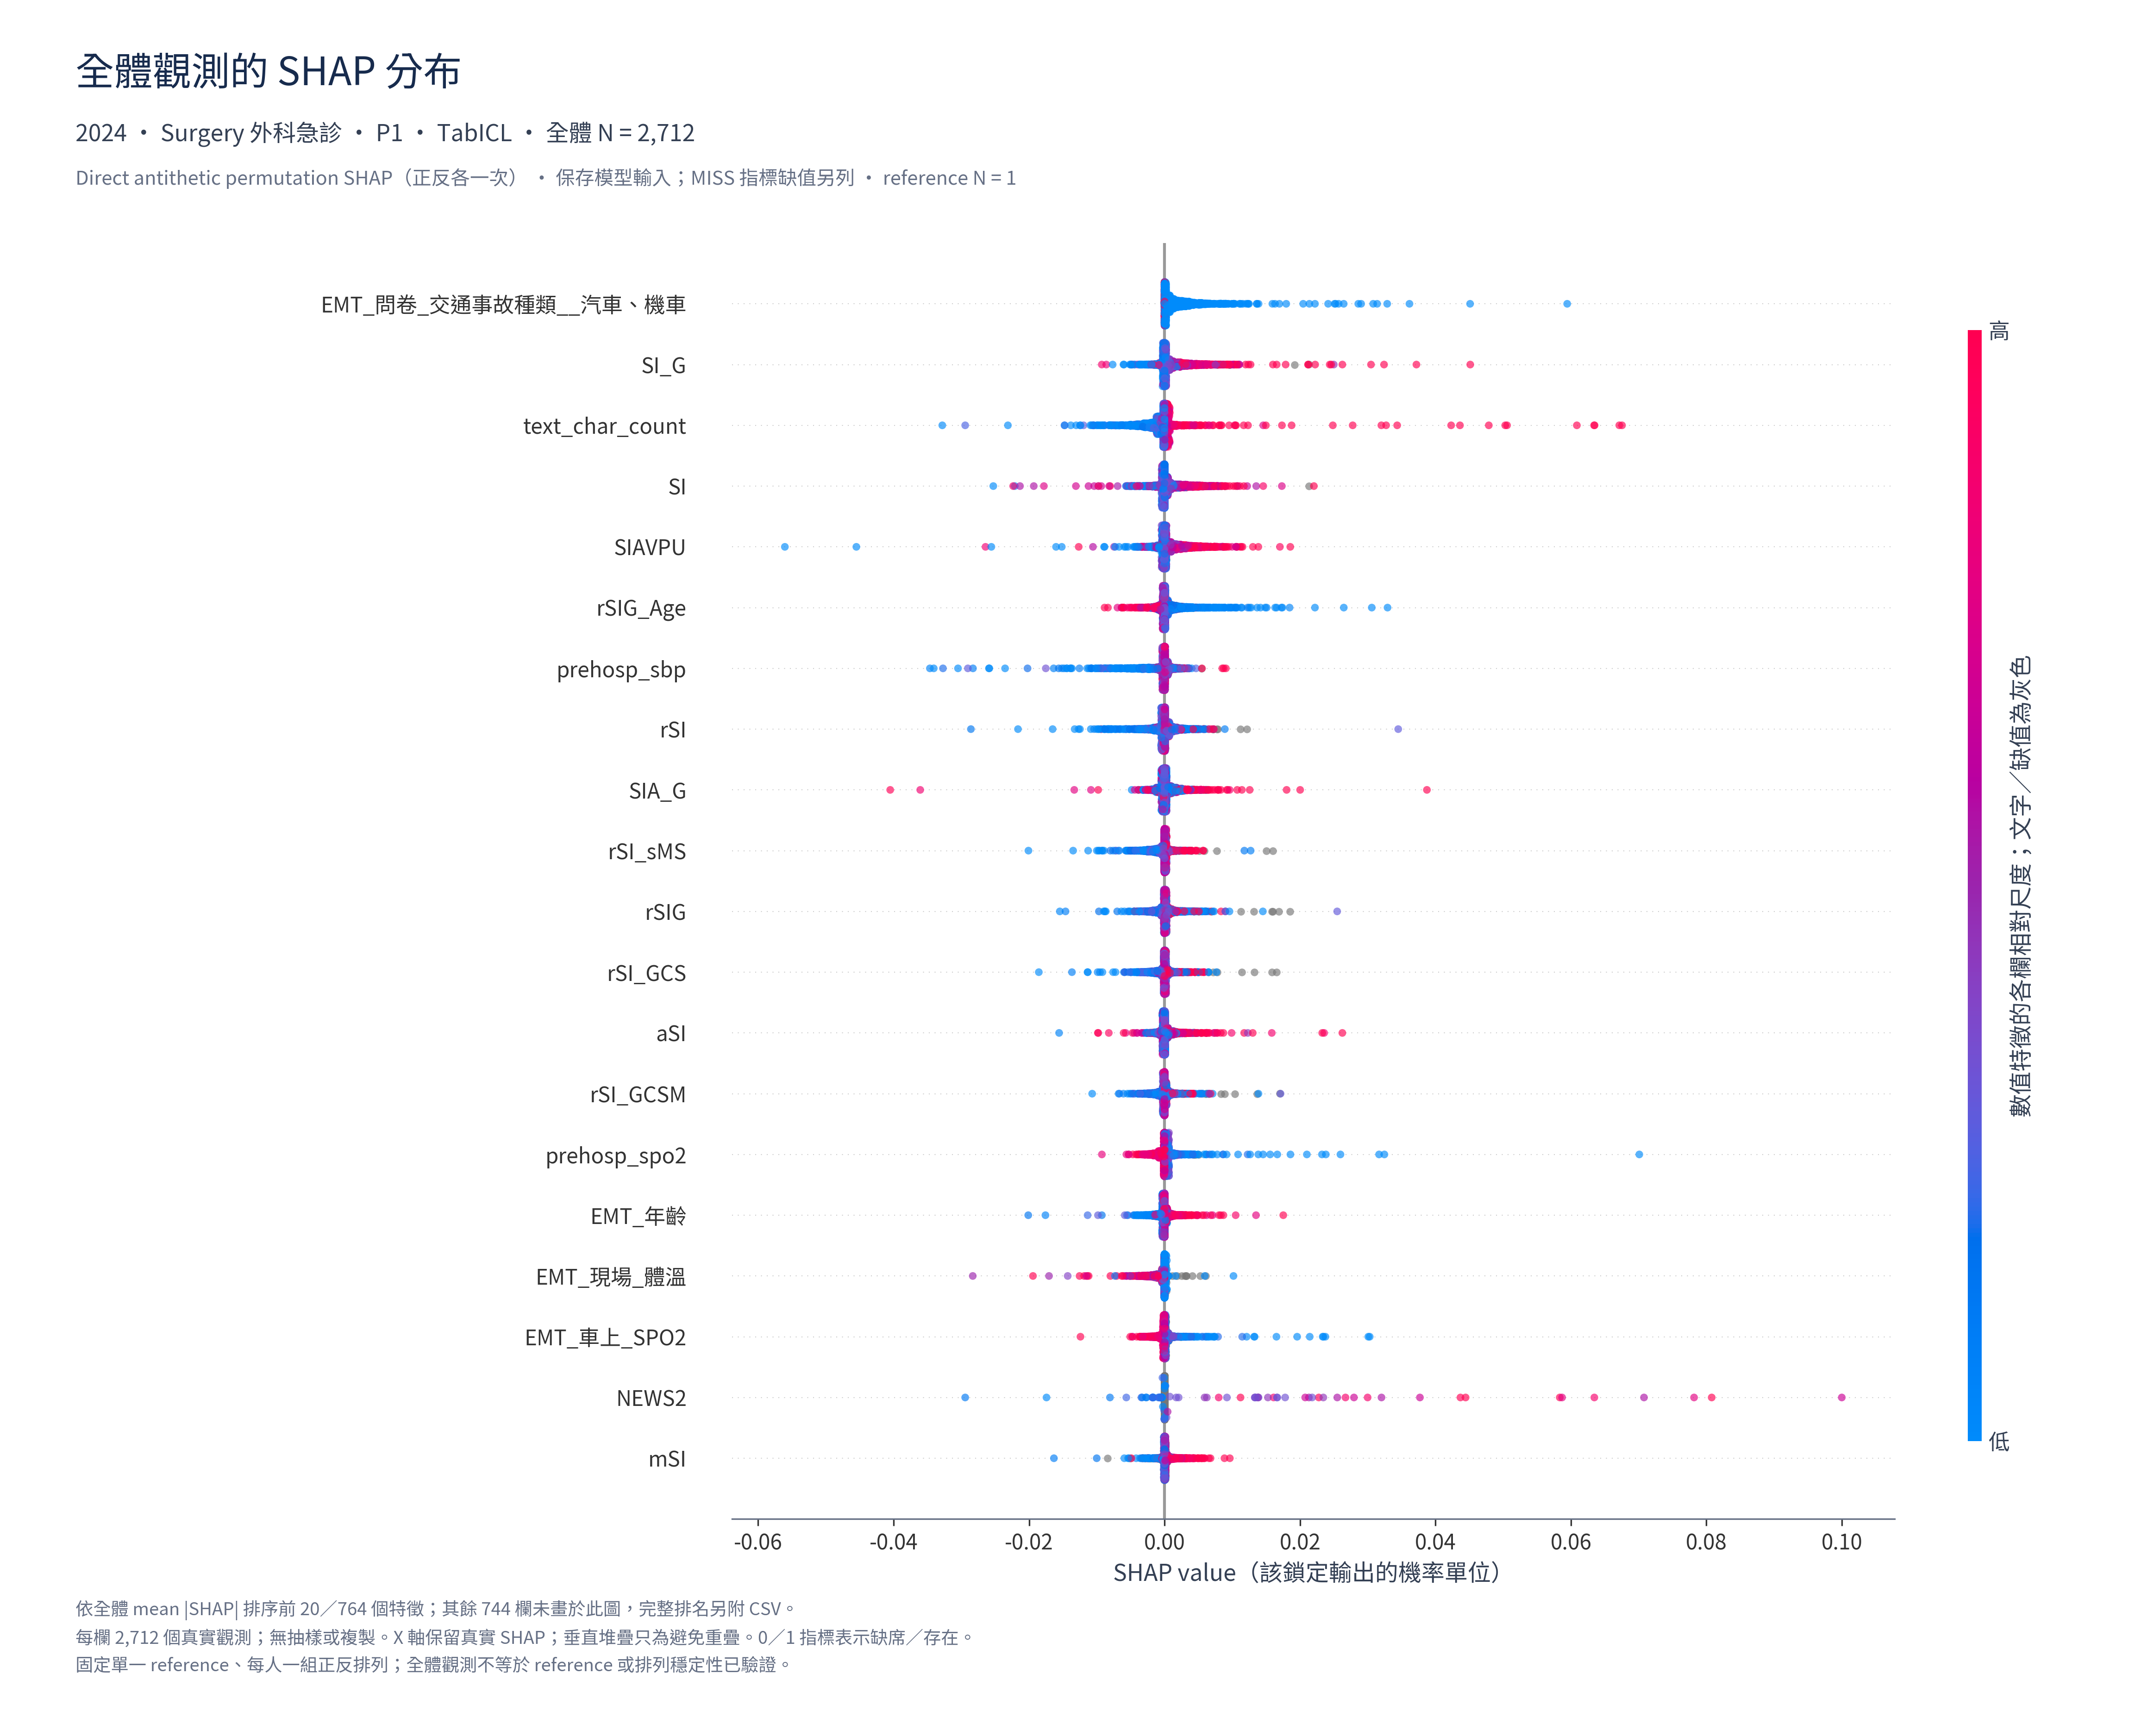 全體觀測的 SHAP 分布
2024 • Surgery 外科急診 • P1 • TabICL • 全體 N = 2,712
Direct antithetic permutation SHAP（正反各一次） • 保存模型輸入；MISS 指標缺值另列 • reference N = 1
EMT_問卷_交通事故種類__汽車、機車
SI_G
text_char_count
SI
SIAVPU
rSIG_Age
prehosp_sbp
rSI
SIA_G
rSI_sMS
rSIG
rSI_GCS
aSI
rSI_GCSM
prehosp_spo2
EMT_年齡
EMT_現場_體溫
EMT_車上_SPO2
NEWS2
mSI
高
數值特徵的各欄相對尺度；文字／缺值為灰色
低
-0.06 -0.04 -0.02 0.00 0.02 0.04 0.06 0.08 0.10
SHAP value（該鎖定輸出的機率單位）
依全體 mean |SHAP| 排序前 20／764 個特徵；其餘 744 欄未畫於此圖，完整排名另附 CSV。
每欄 2,712 個真實觀測；無抽樣或複製。X 軸保留真實 SHAP；垂直堆疊只為避免重疊。0／1 指標表示缺席／存在。
固定單一 reference、每人一組正反排列；全體觀測不等於 reference 或排列穩定性已驗證。